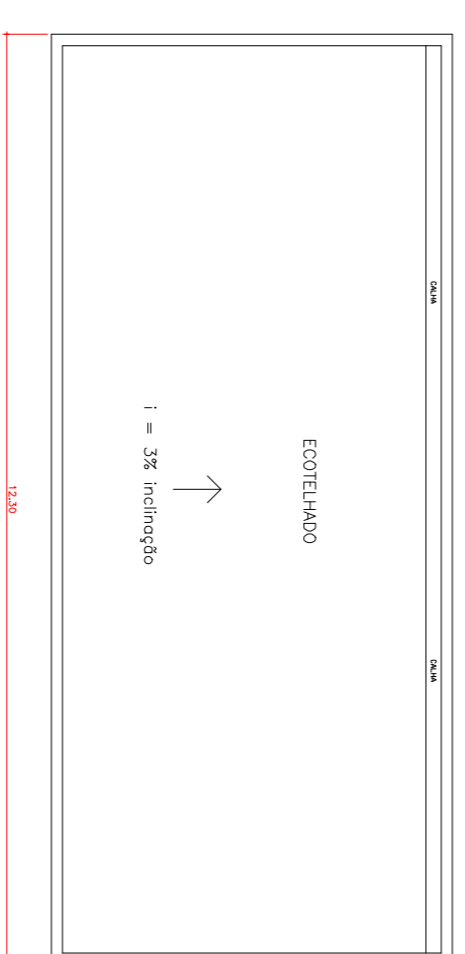 CALHA
CALHA
ECOTELHADO
i = 3% inclinação
12.30